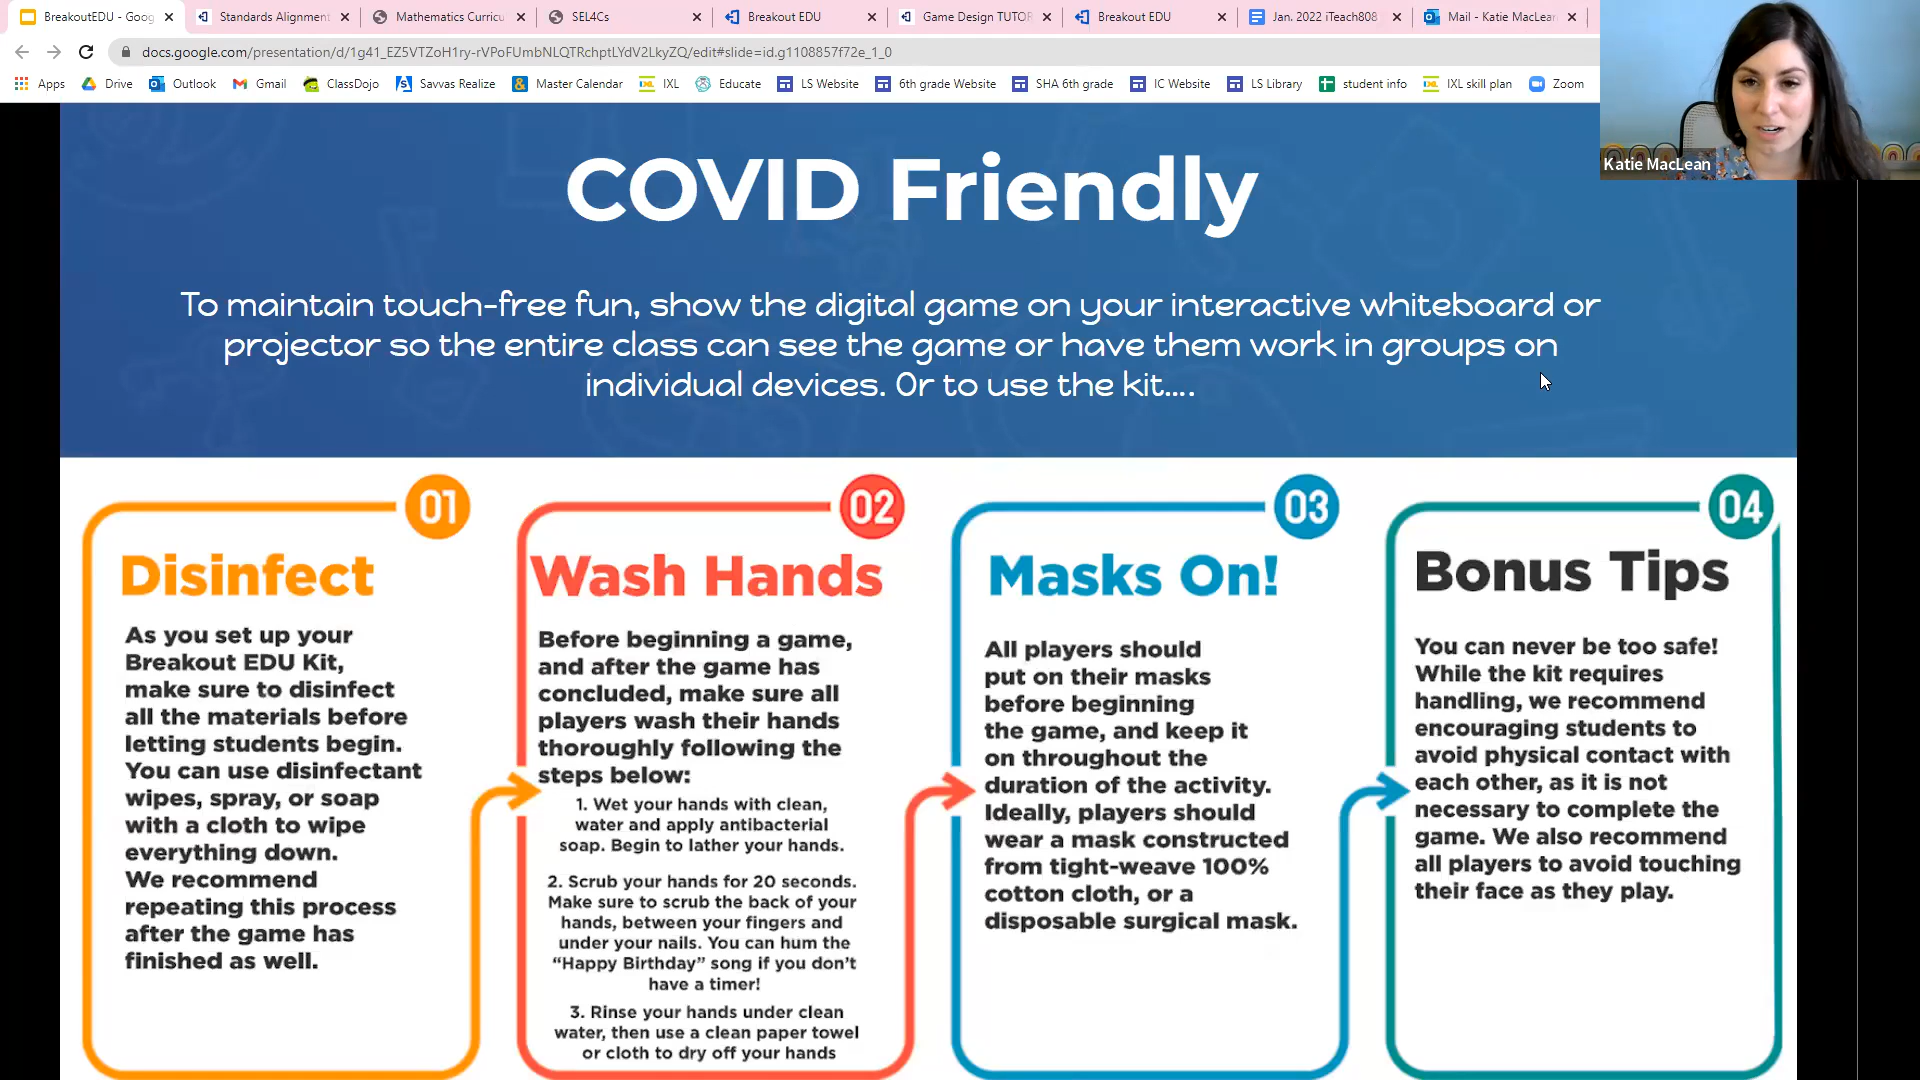 BreakoutEDU - Goog
Standards Alignment
Mathematics Curricu
SEL4Cs
Breakout EDU
Game Design TUTOR
Breakout EDU
Jan. 2022 iTeach808
Mail - Katie MacLean
docs.google.com/presentation/d/1g41_EZ5VTZoH1ry-rVPoFUmbNLQTRchptLYdV2LkyZQ/edit#slide=id.g1108857f72e_1_0
Apps
Drive
Outlook
Gmail
ClassDojo
Savvas Realize
Master Calendar
IXL
Educate
LS Website
6th grade Website
SHA 6th grade
IC Website
LS Library
student info
IXL skill plan
Zoom
Katie MacLean
COVID Friendly
To maintain touch-free fun, show the digital game on your interactive whiteboard or
projector so the entire class can see the game or have them work in groups on
individual devices. Or to use the kit....
01
Disinfect
As you set up your
Breakout EDU Kit,
make sure to disinfect
all the materials before
letting students begin.
You can use disinfectant
wipes, spray, or soap
with a cloth to wipe
everything down.
We recommend
repeating this process
after the game has
finished as well.
02
Wash Hands
Before beginning a game,
and after the game has
concluded, make sure all
players wash their hands
thoroughly following the
steps below:
1. Wet your hands with clean,
water and apply antibacterial
soap. Begin to lather your hands.
2. Scrub your hands for 20 seconds.
Make sure to scrub the back of your
hands, between your fingers and
under your nails. You can hum the
“Happy Birthday” song if you don’t
have a timer!
3. Rinse your hands under clean
water, then use a clean paper towel
or cloth to dry off your hands
03
Masks On!
All players should
put on their masks
before beginning
the game, and keep it
on throughout the
duration of the activity.
Ideally, players should
wear a mask constructed
from tight-weave 100%
cotton cloth, or a
disposable surgical mask.
04
Bonus Tips
You can never be too safe!
While the kit requires
handling, we recommend
encouraging students to
avoid physical contact with
each other, as it is not
necessary to complete the
game. We also recommend
all players to avoid touching
their face as they play.